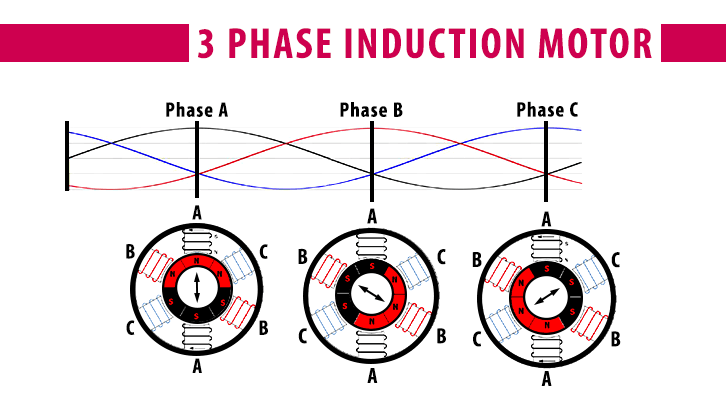 3 PHASE INDUCTION MOTOR
Phase A Phase B Phase C
A A A
B C B C B C
N N N S S S
S S S N N N
N S S N N S
C B C B C B
A A A